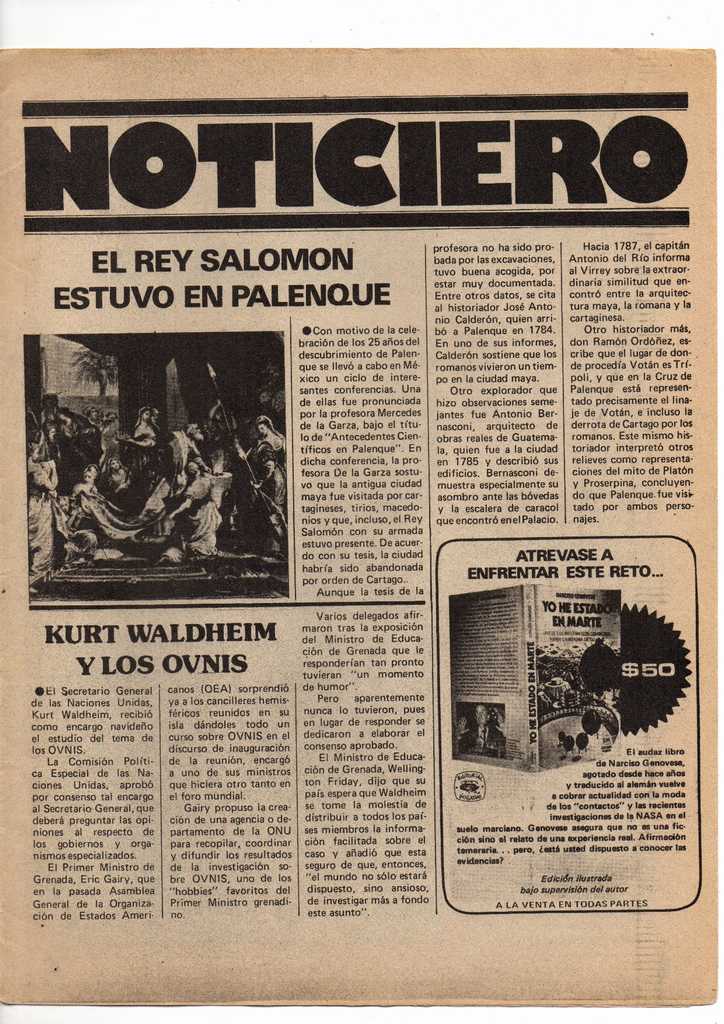 NOTICIERO
EL REY SALOMON
ESTUVO EN PALENQUE
●Con motivo de la cele-
bración de los 25 años del
descubrimiento de Palen-
que se llevó a cabo en Mé-
xico un ciclo de intere-
santes conferencias. Una
de ellas fue pronunciada
por la profesora Mercedes
de la Garza, bajo el título
de "Antecedentes Cien-
tíficos en Palenque". En
dicha conferencia, la pro-
fesora De la Garza sostu-
vo que la antigua ciudad
maya fue visitada por car-
tagineses, tirios, macedo-
nios y que, incluso, el Rey
Salomón con su armada
estuvo presente. De acuer-
do con su tesis, la ciudad
habría sido abandonada
por orden de Cartago..
Aunque la tesis de la
profesora no ha sido pro-
bada por las excavaciones,
tuvo buena acogida, por
estar muy documentada.
Entre otros datos, se cita
al historiador José Anto-
nio Calderón, quien arri-
bó a Palenque en 1784.
En uno de sus informes,
Calderón sostiene que los
romanos vivieron un tiem-
po en la ciudad maya.
Otro explorador que
hizo observaciones seme-
jantes fue Antonio Ber-
nasconi, arquitecto de
obras reales de Guatema-
la, quien fue a la ciudad
en 1785 y describió sus
edificios. Bernasconi de-
muestra especialmente su
asombro ante las bóvedas
y la escalera de caracol
que encontró en el Palacio.
Hacia 1787, el capitán
Antonio del Río informa
al Virrey sobre la extraor-
dinaria similitud que en-
contró entre la arquitec-
tura maya, la romana y la
cartaginesa.
Otro historiador más,
don Ramón Ordóñez, es-
cribe que el lugar de don-
de procedía Votán es Trí-
poli, y que en la Cruz de
Palenque está represen-
tado precisamente el lina-
je de Votán, e incluso la
derrota de Cartago por los
romanos. Este mismo his-
toriador interpretó otros
relieves como representa-
ciones del mito de Platón
y Proserpina, concluyen-
do que Palenque fue visi-
tado por ambos perso-
najes.
KURT WALDHEIM
Y LOS OVNIS
●El Secretario General
de las Naciones Unidas,
Kurt Waldheim, recibió
como encargo navideño
el estudio del tema de
los OVNIS.
La Comisión Políti-
ca Especial de las Na-
ciones Unidas, aprobó
por consenso tal encargo
al Secretario General, que
deberá preguntar las opi-
niones al respecto de
los gobiernos y orga-
nismos especializados.
El Primer Ministro de
Grenada, Eric Gairy, que
en la pasada Asamblea
General de la Organiza-
ción de Estados Ameri-
canos (OEA) sorprendió
ya a los cancilleres hemis-
féricos reunidos en su
isla dándoles todo un
curso sobre OVNIS en el
discurso de inauguración
de la reunión, encargó
a uno de sus ministros
que hiciera otro tanto en
el foro mundial.
Gairy propuso la crea-
ción de una agencia o de-
partamento de la ONU
para recopilar, coordinar
y difundir los resultados
de la investigación so-
bre OVNIS, uno de los
"hobbies" favoritos del
Primer Ministro grenadi-
no.
Varios delegados afir-
maron tras la exposición
del Ministro de Educa-
ción de Grenada que le
responderían tan pronto
tuvieran "un momento
de humor".
Pero aparentemente
nunca lo tuvieron, pues
en lugar de responder se
dedicaron a elaborar el
consenso aprobado.
El Ministro de Educa-
ción de Grenada, Welling-
ton Friday, dijo que su
país espera que Waldheim
se tome la molestia de
distribuir a todos los paí-
ses miembros la informa-
ción facilitada sobre el
caso y añadió que está
seguro de que, entonces,
"el mundo no sólo estará
dispuesto, sino ansioso,
de investigar más a fondo
este asunto".
ATREVASE A
ENFRENTAR ESTE RETO...
NARCISO GENOVESE
YO HE ESTADO
EN MARTE
YO HE ESTADO EN MARTE
$50
El audaz libro
de Narciso Genovese,
agotado desde hace años
y traducido al alemán vuelve
a cobrar actualidad con la moda
de los "contactos" y las recientes
investigaciones de la NASA en el
suelo marciano. Genovese asegura que no es una fic-
ción sino el relato de una experiencia real. Afirmación
temeraria. . . pero, ¿está usted dispuesto a conocer las
evidencias?
Edición ilustrada
bajo supervisión del autor
A LA VENTA EN TODAS PARTES